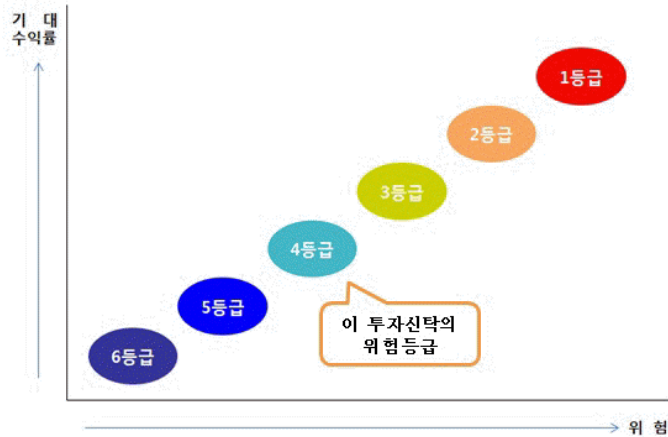 기 대
수익률
1등급
2등급
3등급
4등급
5등급
이 투자신탁의
위험등급
6등급
위 험